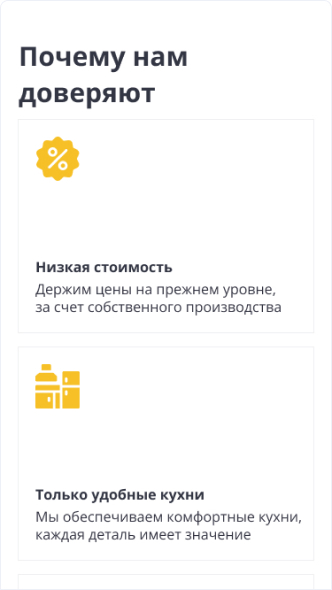 Почему нам
доверяют
%
Низкая стоимость
Держим цены на прежнем уровне,
за счет собственного производства
Только удобные кухни
Мы обеспечиваем комфортные кухни,
каждая деталь имеет значение